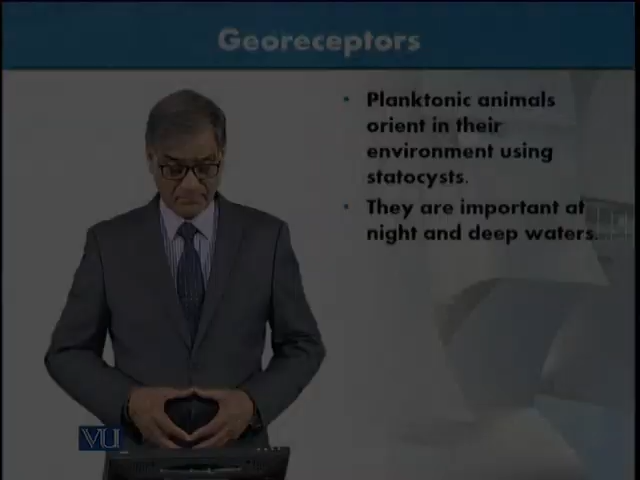 Georeceptors
• Planktonic animals
orient in their
environment using
statocysts.
• They are important at
night and deep waters.
VU